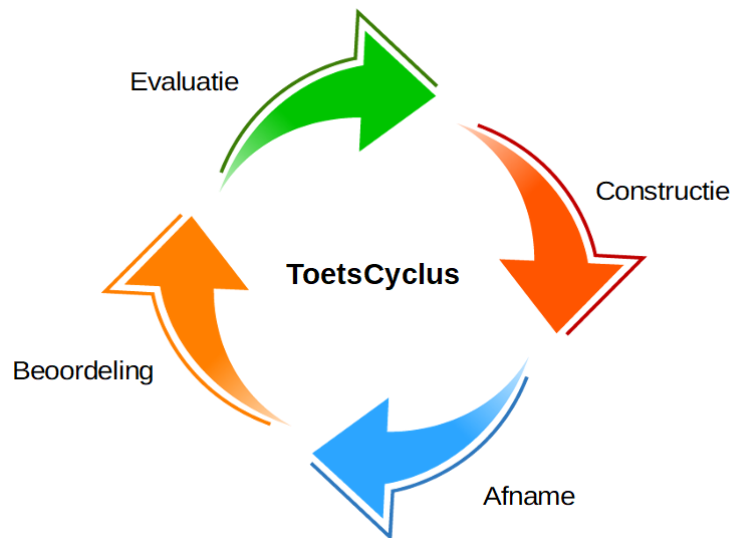 Evaluatie
Constructie
ToetsCyclus
Beoordeling
Afname